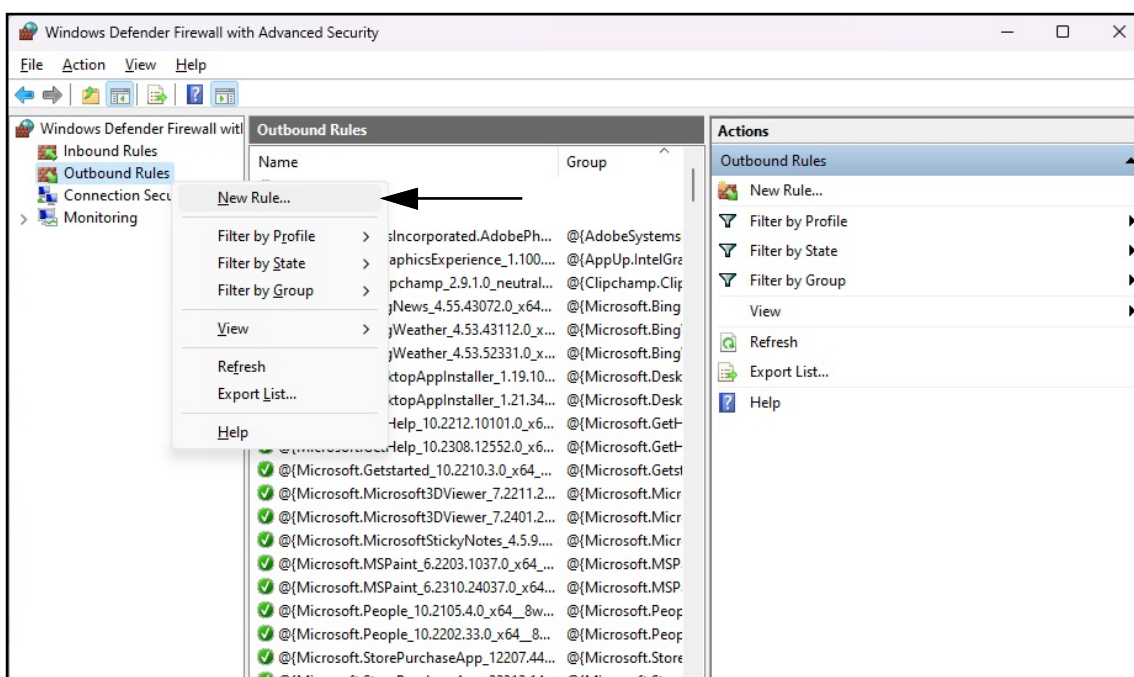 Windows Defender Firewall with Advanced Security
File Action View Help
Windows Defender Firewall witl
Inbound Rules
Outbound Rules
Connection Secu
Monitoring
New Rule...
Filter by Profile
Filter by State
Filter by Group
View
Refresh
Export List...
Help
Outbound Rules
Name Group
sIncorporated.AdobePh... @{AdobeSystems
aphicsExperience_1.100.... @{AppUp.IntelGra
pchamp_2.9.1.0_neutral... @{Clipchamp.Clip
gNews_4.55.43072.0_x64... @{Microsoft.Bing
gWeather_4.53.43112.0_x... @{Microsoft.Bing
gWeather_4.53.52331.0_x... @{Microsoft.Bing
ktopAppInstaller_1.19.10... @{Microsoft.Desk
ktopAppInstaller_1.21.34... @{Microsoft.Desk
Help_10.2212.10101.0_x6... @{Microsoft.GetH
Help_10.2308.12552.0_x6... @{Microsoft.GetH
@{Microsoft.Getstarted_10.2210.3.0_x64_... @{Microsoft.Getst
@{Microsoft.Microsoft3DViewer_7.2211.2... @{Microsoft.Micr
@{Microsoft.Microsoft3DViewer_7.2401.2... @{Microsoft.Micr
@{Microsoft.MicrosoftStickyNotes_4.5.9.... @{Microsoft.Micr
@{Microsoft.MSPaint_6.2203.1037.0_x64_... @{Microsoft.MSP
@{Microsoft.MSPaint_6.2310.24037.0_x64... @{Microsoft.MSP
@{Microsoft.People_10.2105.4.0_x64__8w... @{Microsoft.Peop
@{Microsoft.People_10.2202.33.0_x64__8... @{Microsoft.Peop
@{Microsoft.StorePurchaseApp_12207.44... @{Microsoft.Store
Actions
Outbound Rules
New Rule...
Filter by Profile
Filter by State
Filter by Group
View
Refresh
Export List...
Help